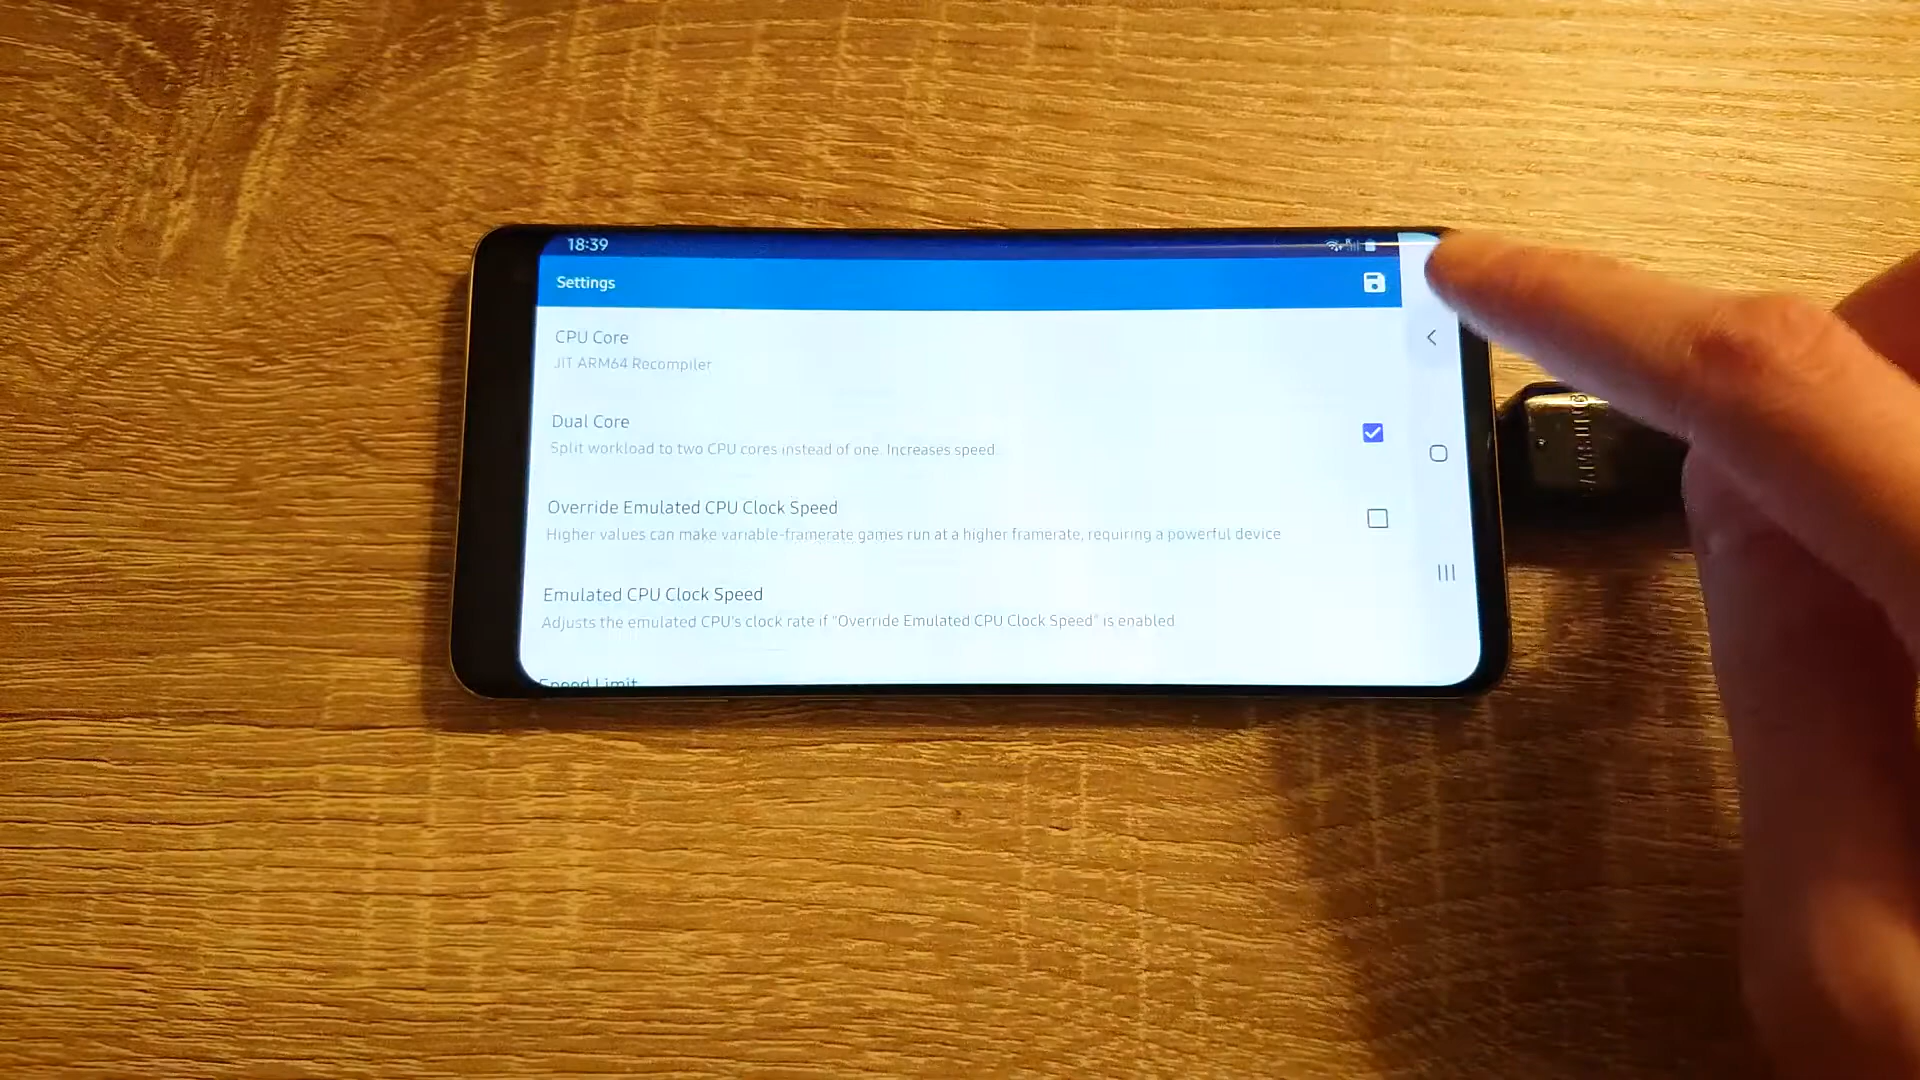 18:39
Settings
CPU Core
JIT ARM64 Recompiler
Dual Core
Split workload to two CPU cores instead of one. Increases speed.
Override Emulated CPU Clock Speed
Higher values can make variable-framerate games run at a higher framerate, requiring a powerful device
Emulated CPU Clock Speed
Adjusts the emulated CPU's clock rate if "Override Emulated CPU Clock Speed" is enabled
Speed Limit
SAMSUNG